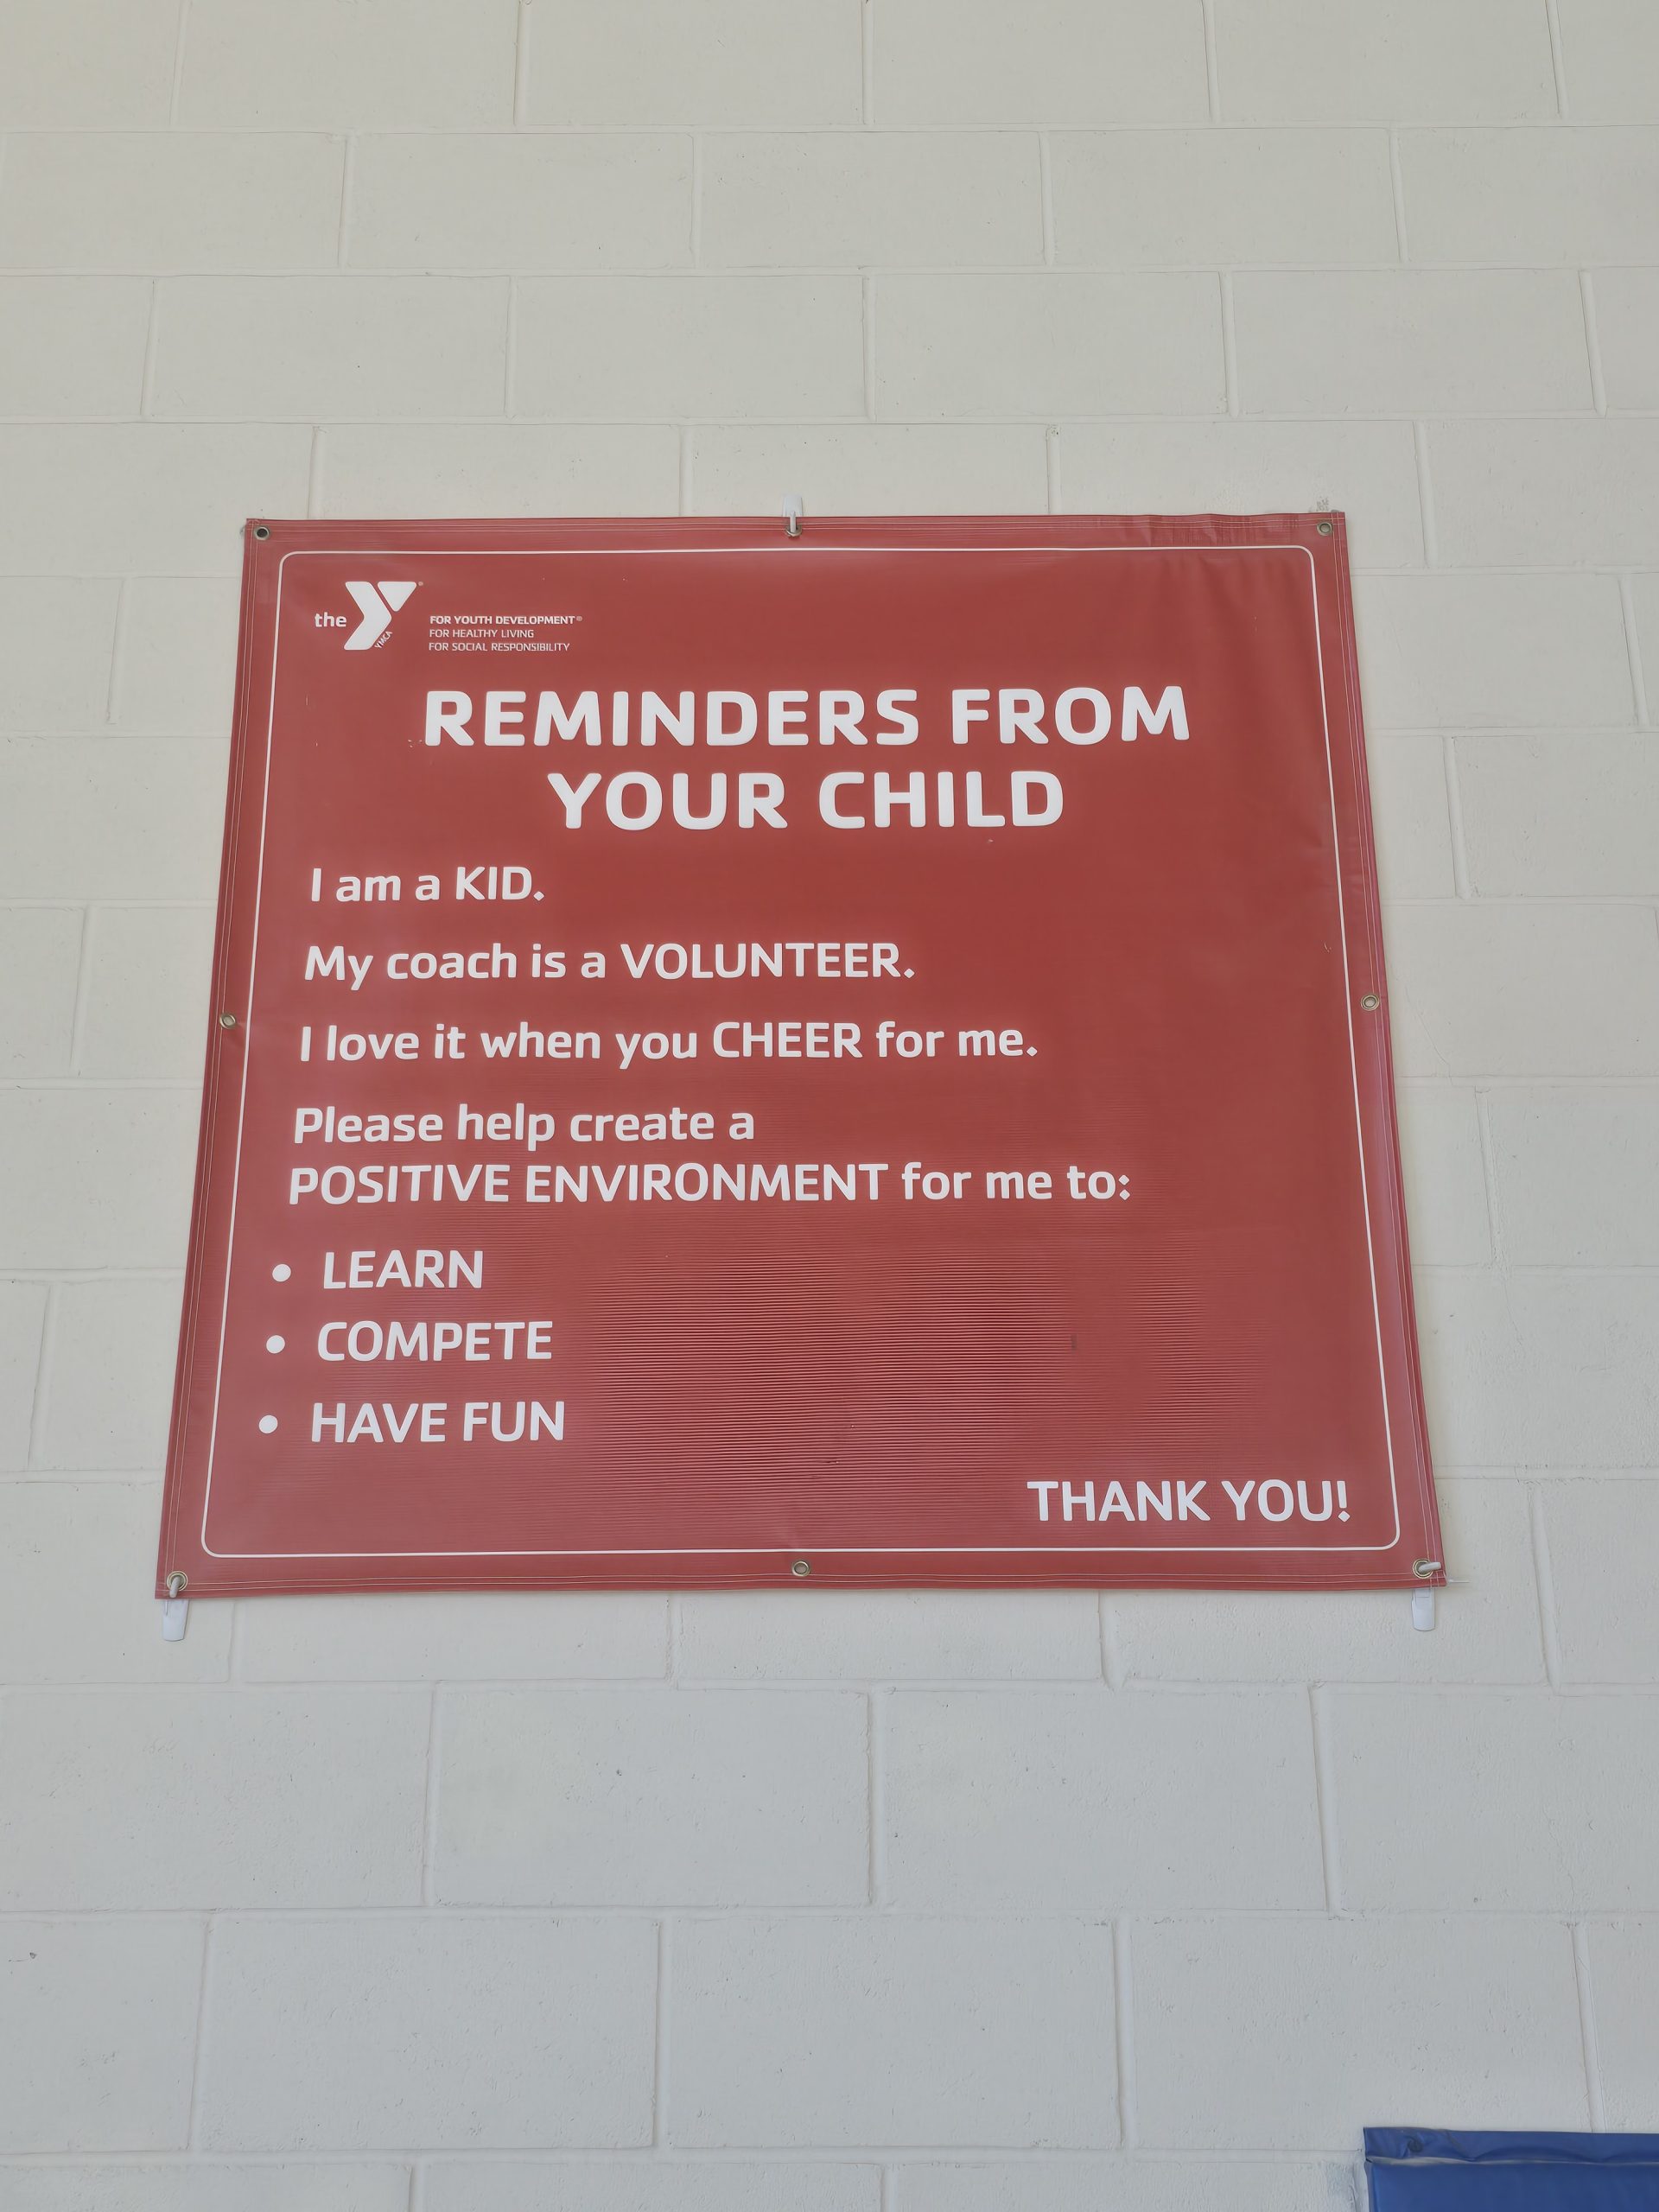 the Y®
YMCA
FOR YOUTH DEVELOPMENT®
FOR HEALTHY LIVING
FOR SOCIAL RESPONSIBILITY
REMINDERS FROM
YOUR CHILD
I am a KID.
My coach is a VOLUNTEER.
I love it when you CHEER for me.
Please help create a
POSITIVE ENVIRONMENT for me to:
• LEARN
• COMPETE
• HAVE FUN
THANK YOU!